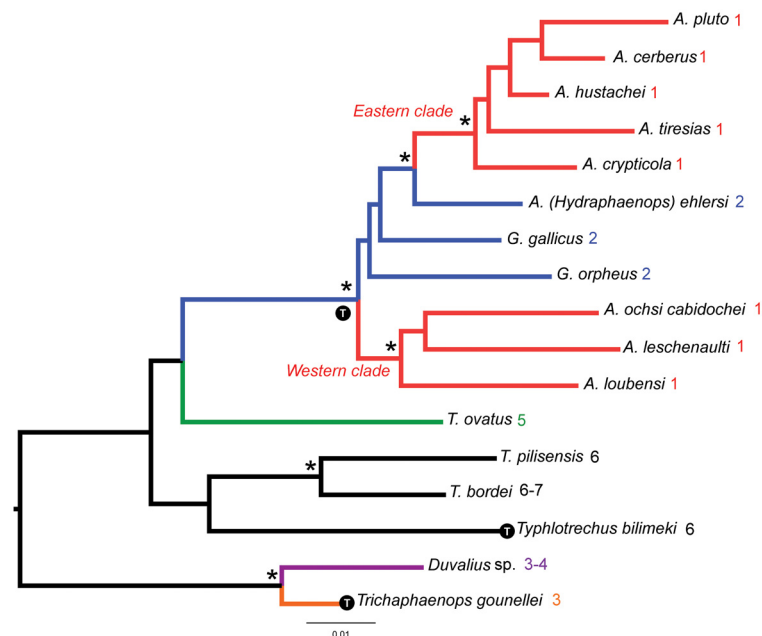 A. pluto 1
A. cerberus 1
A. hustachei 1
Eastern clade
*
A. tiresias 1
*
A. crypticola 1
A. (Hydraphaenops) ehlersi 2
G. gallicus 2
G. orpheus 2
*
T
A. ochsi cabidochei 1
*
A. leschenaulti 1
Western clade
A. loubensi 1
T. ovatus 5
T. pilisensis 6
*
T. bordei 6-7
T Typhlotrechus bilimeki 6
Duvalius sp. 3-4
*
T Trichaphaenops gounellei 3
0.01